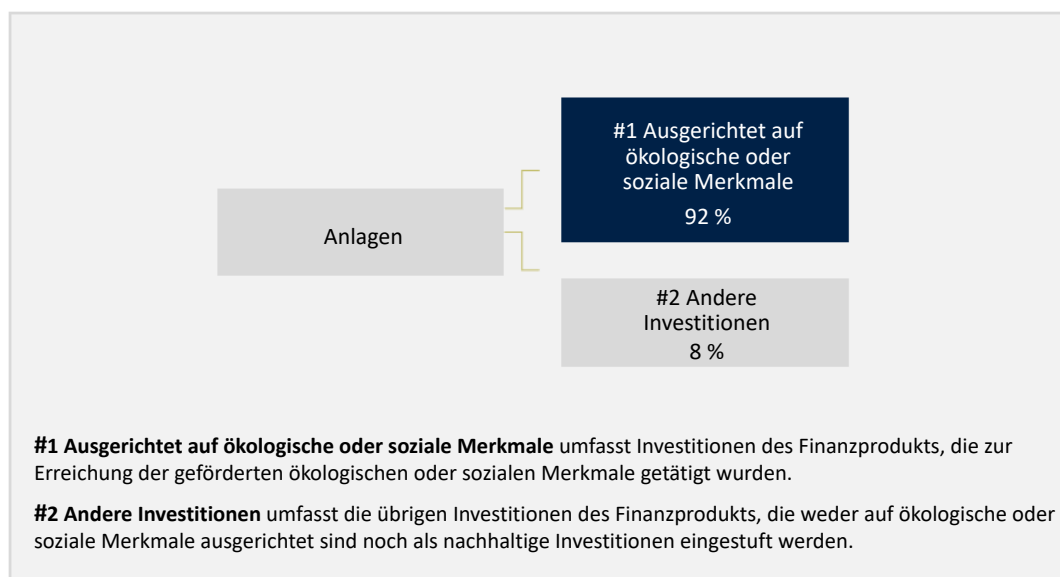 #1 Ausgerichtet auf
ökologische oder
soziale Merkmale
92 %
Anlagen
#2 Andere
Investitionen
8 %
#1 Ausgerichtet auf ökologische oder soziale Merkmale umfasst Investitionen des Finanzprodukts, die zur
Erreichung der geförderten ökologischen oder sozialen Merkmale getätigt wurden.
#2 Andere Investitionen umfasst die übrigen Investitionen des Finanzprodukts, die weder auf ökologische oder
soziale Merkmale ausgerichtet sind noch als nachhaltige Investitionen eingestuft werden.